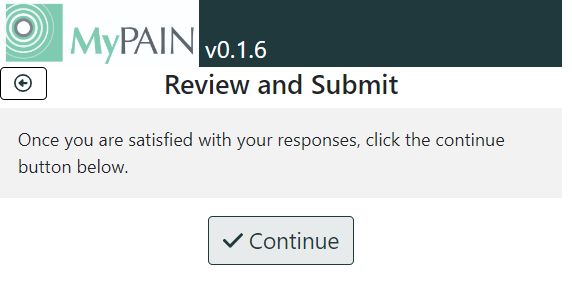 MyPAIN v0.1.6
Review and Submit
Once you are satisfied with your responses, click the continue
button below.
Continue